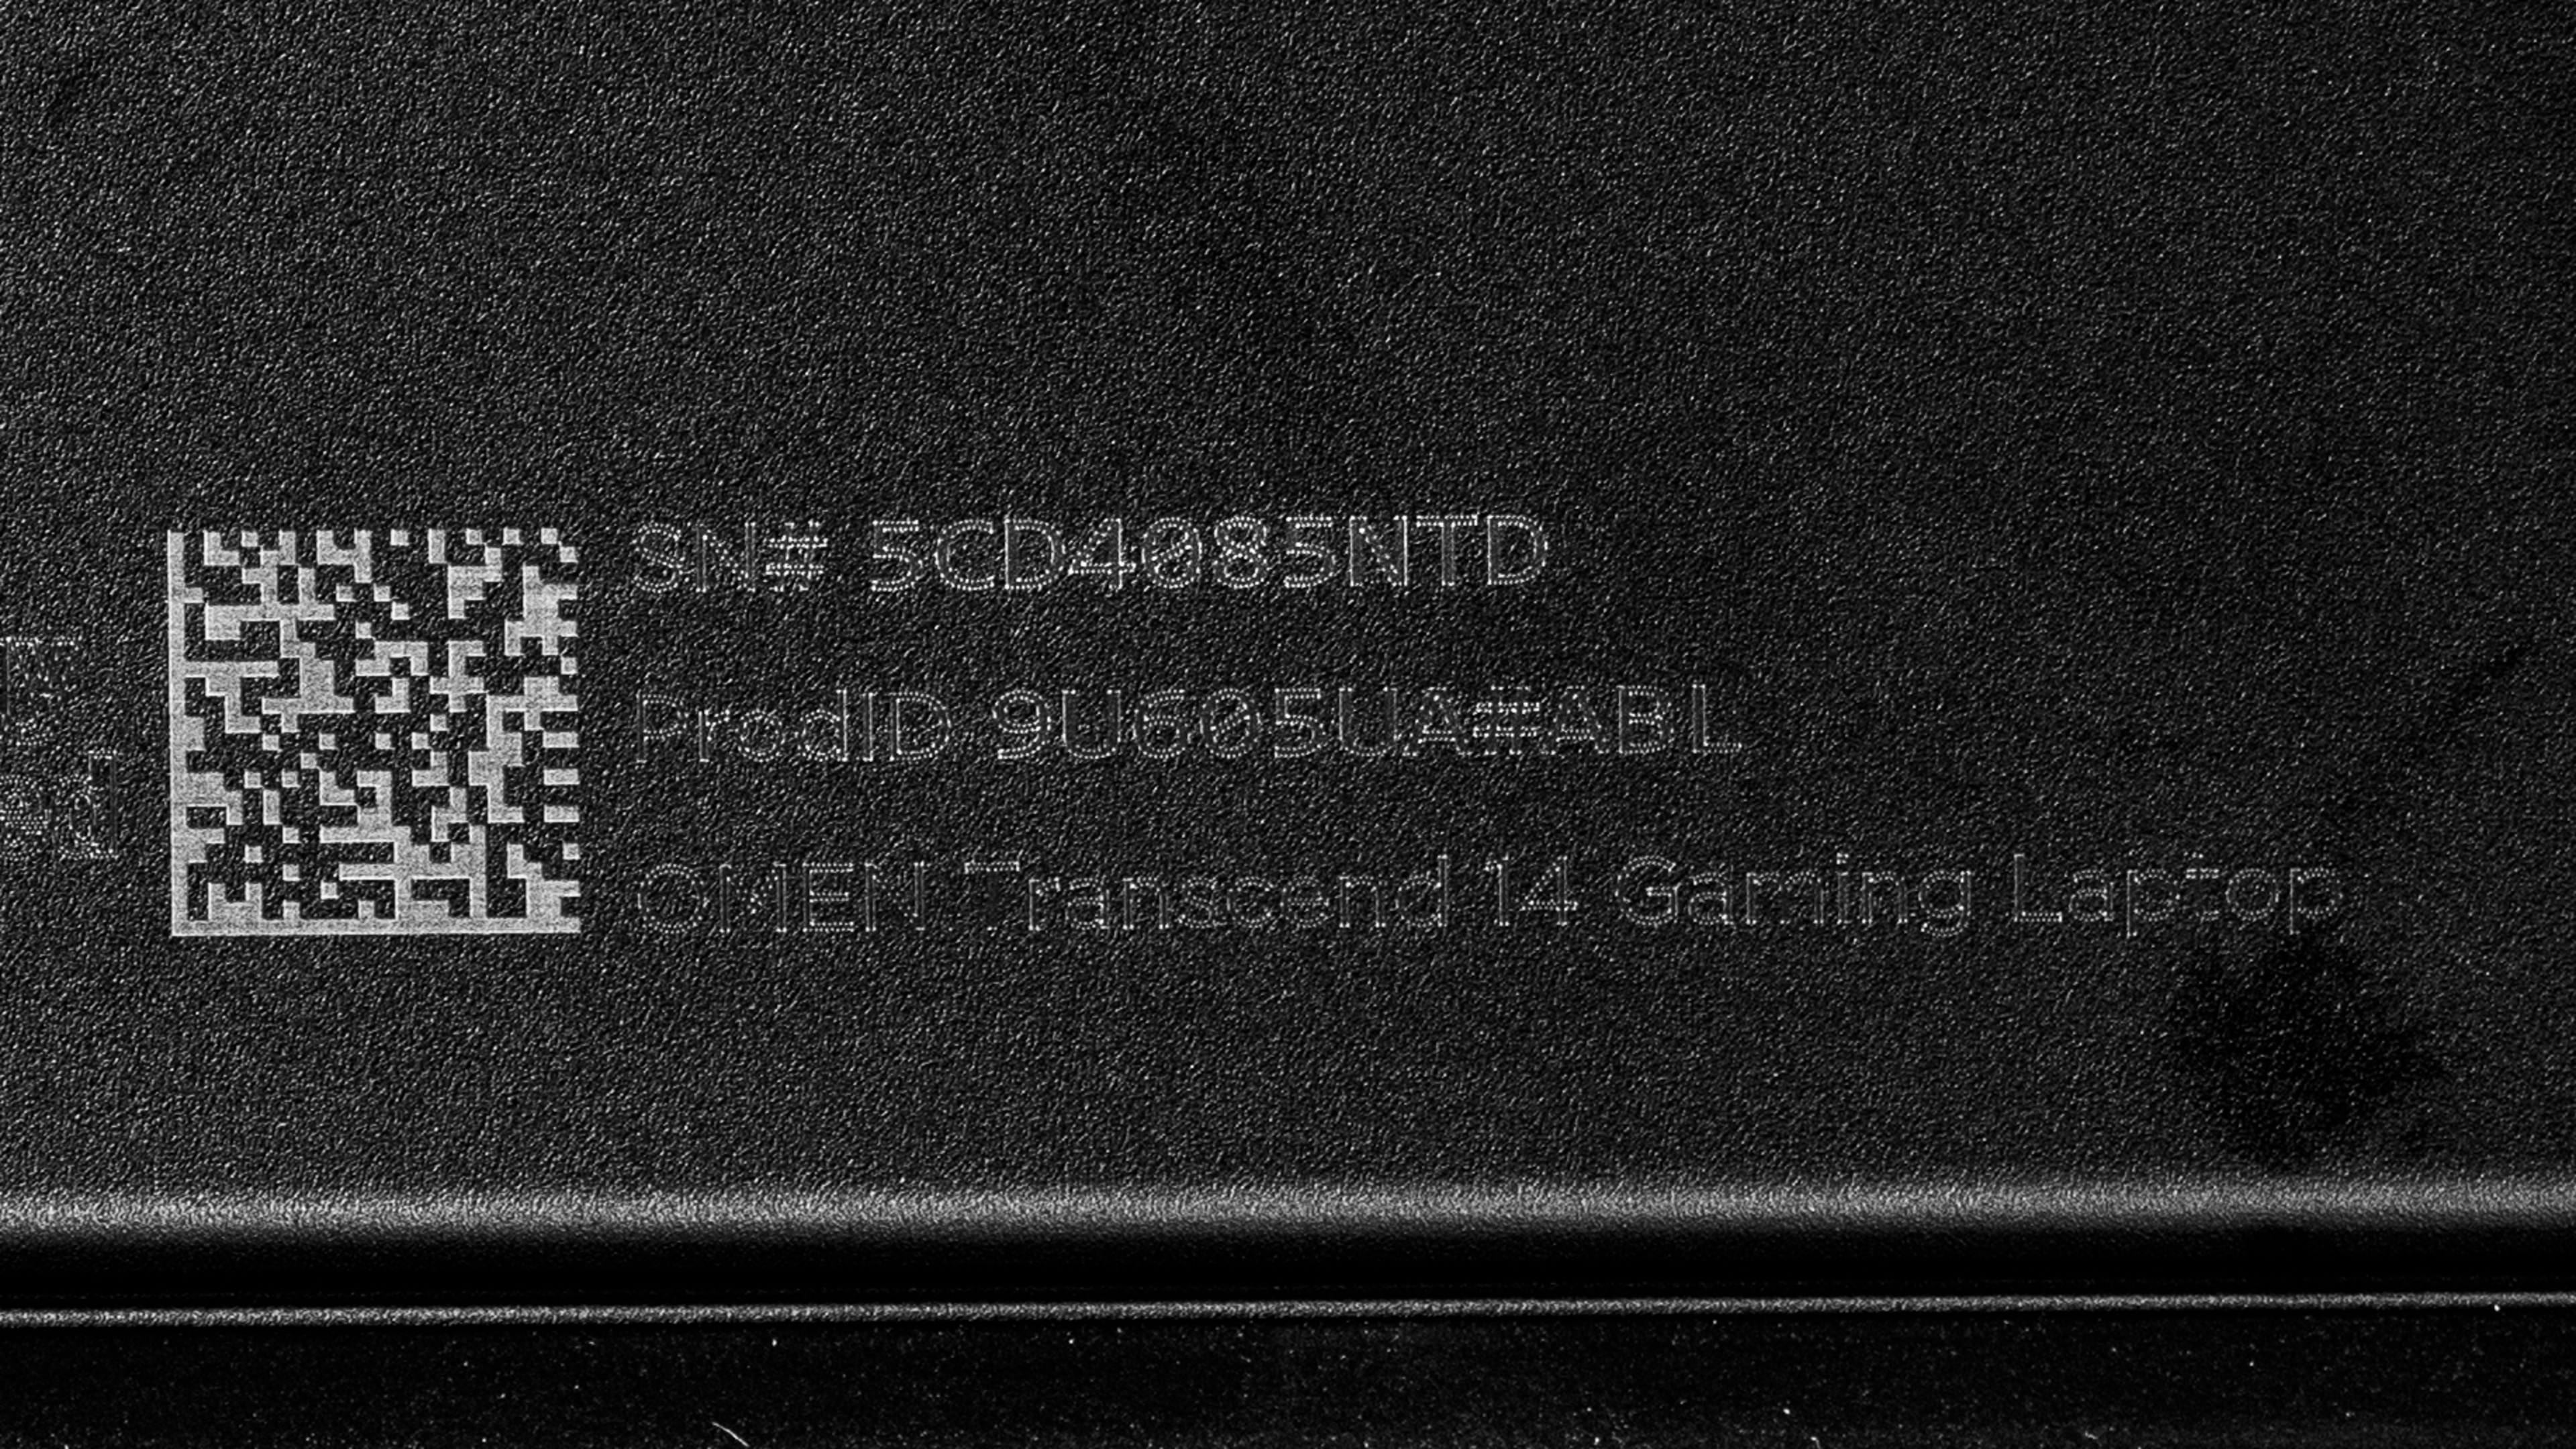 SN# 5CD4085NTD
ProdID 9U605UA#ABL
OMEN Transcend 14 Gaming Laptop